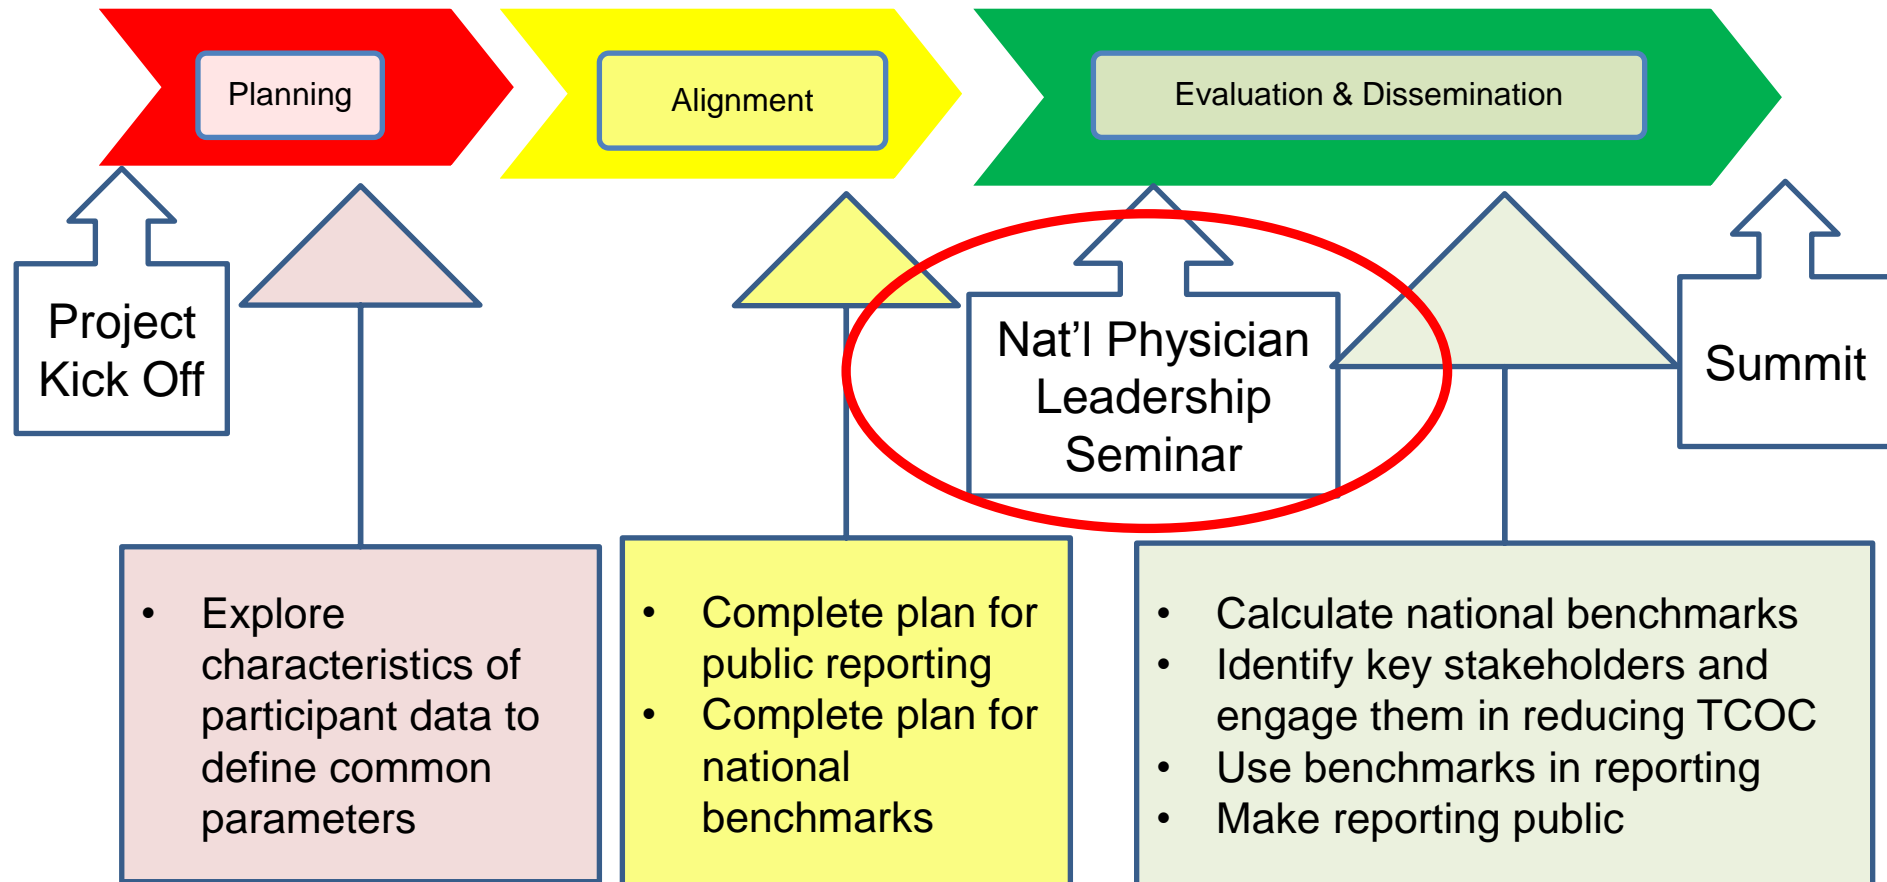 Planning
Alignment
Evaluation & Dissemination
Project
Kick Off
Nat’l Physician
Leadership
Seminar
Summit
• Explore
characteristics of
participant data to
define common
parameters
• Complete plan for
public reporting
• Complete plan for
national
benchmarks
• Calculate national benchmarks
• Identify key stakeholders and
engage them in reducing TCOC
• Use benchmarks in reporting
• Make reporting public